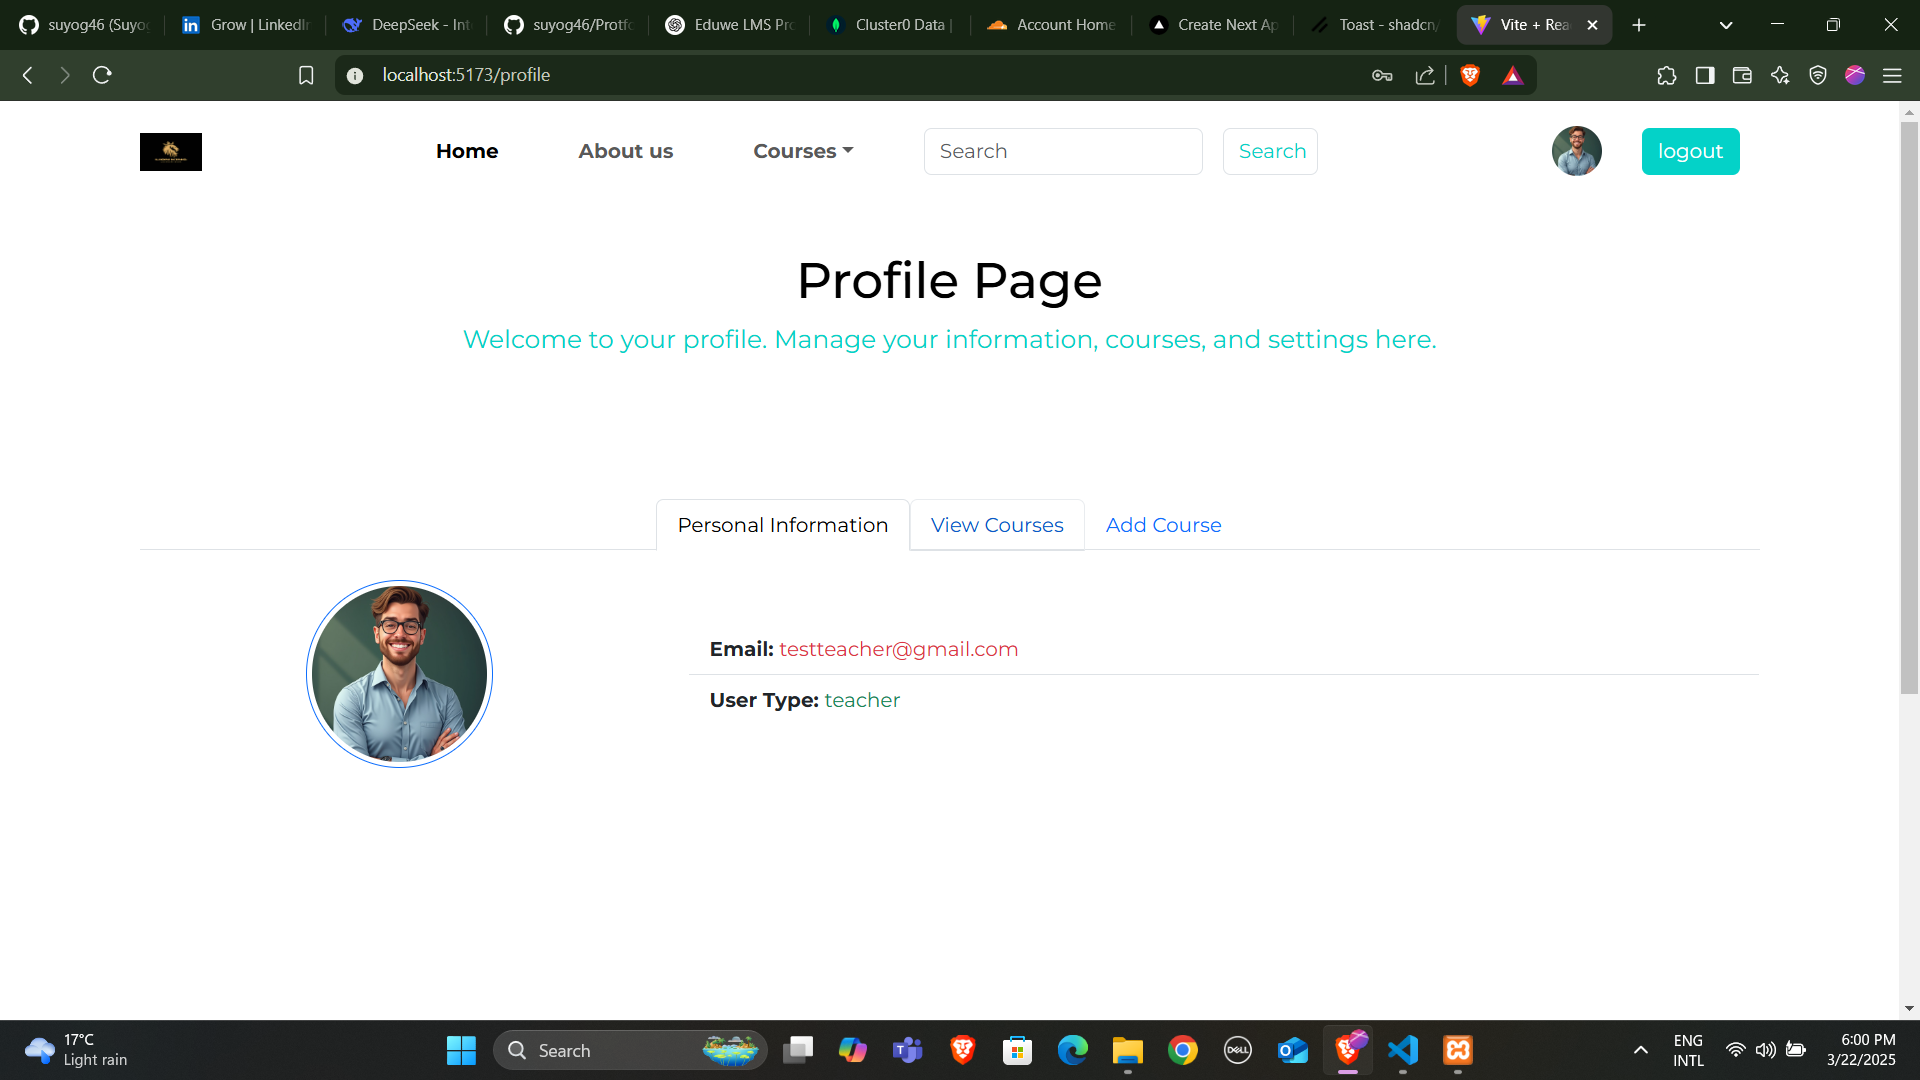 suyog46 (Suyog
Grow | LinkedIn
DeepSeek - Int
suyog46/Protfo
Eduwe LMS Pro
Cluster0 Data |
Account Home
Create Next Ap
Toast - shadcn/
Vite + Rea
localhost:5173/profile
Home
About us
Courses
Search
Search
logout
Profile Page
Welcome to your profile. Manage your information, courses, and settings here.
Personal Information
View Courses
Add Course
Email: testteacher@gmail.com
User Type: teacher
17°C
Light rain
Search
DELL
ENG
INTL
6:00 PM
3/22/2025